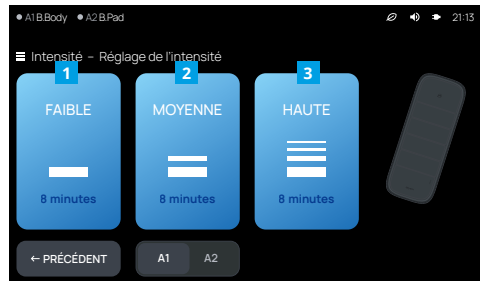 A1 B.Body A2 B.Pad 21:13
Intensité – Réglage de l'intensité
1 2 3
FAIBLE MOYENNE HAUTE
8 minutes 8 minutes 8 minutes
← PRÉCÉDENT A1 A2